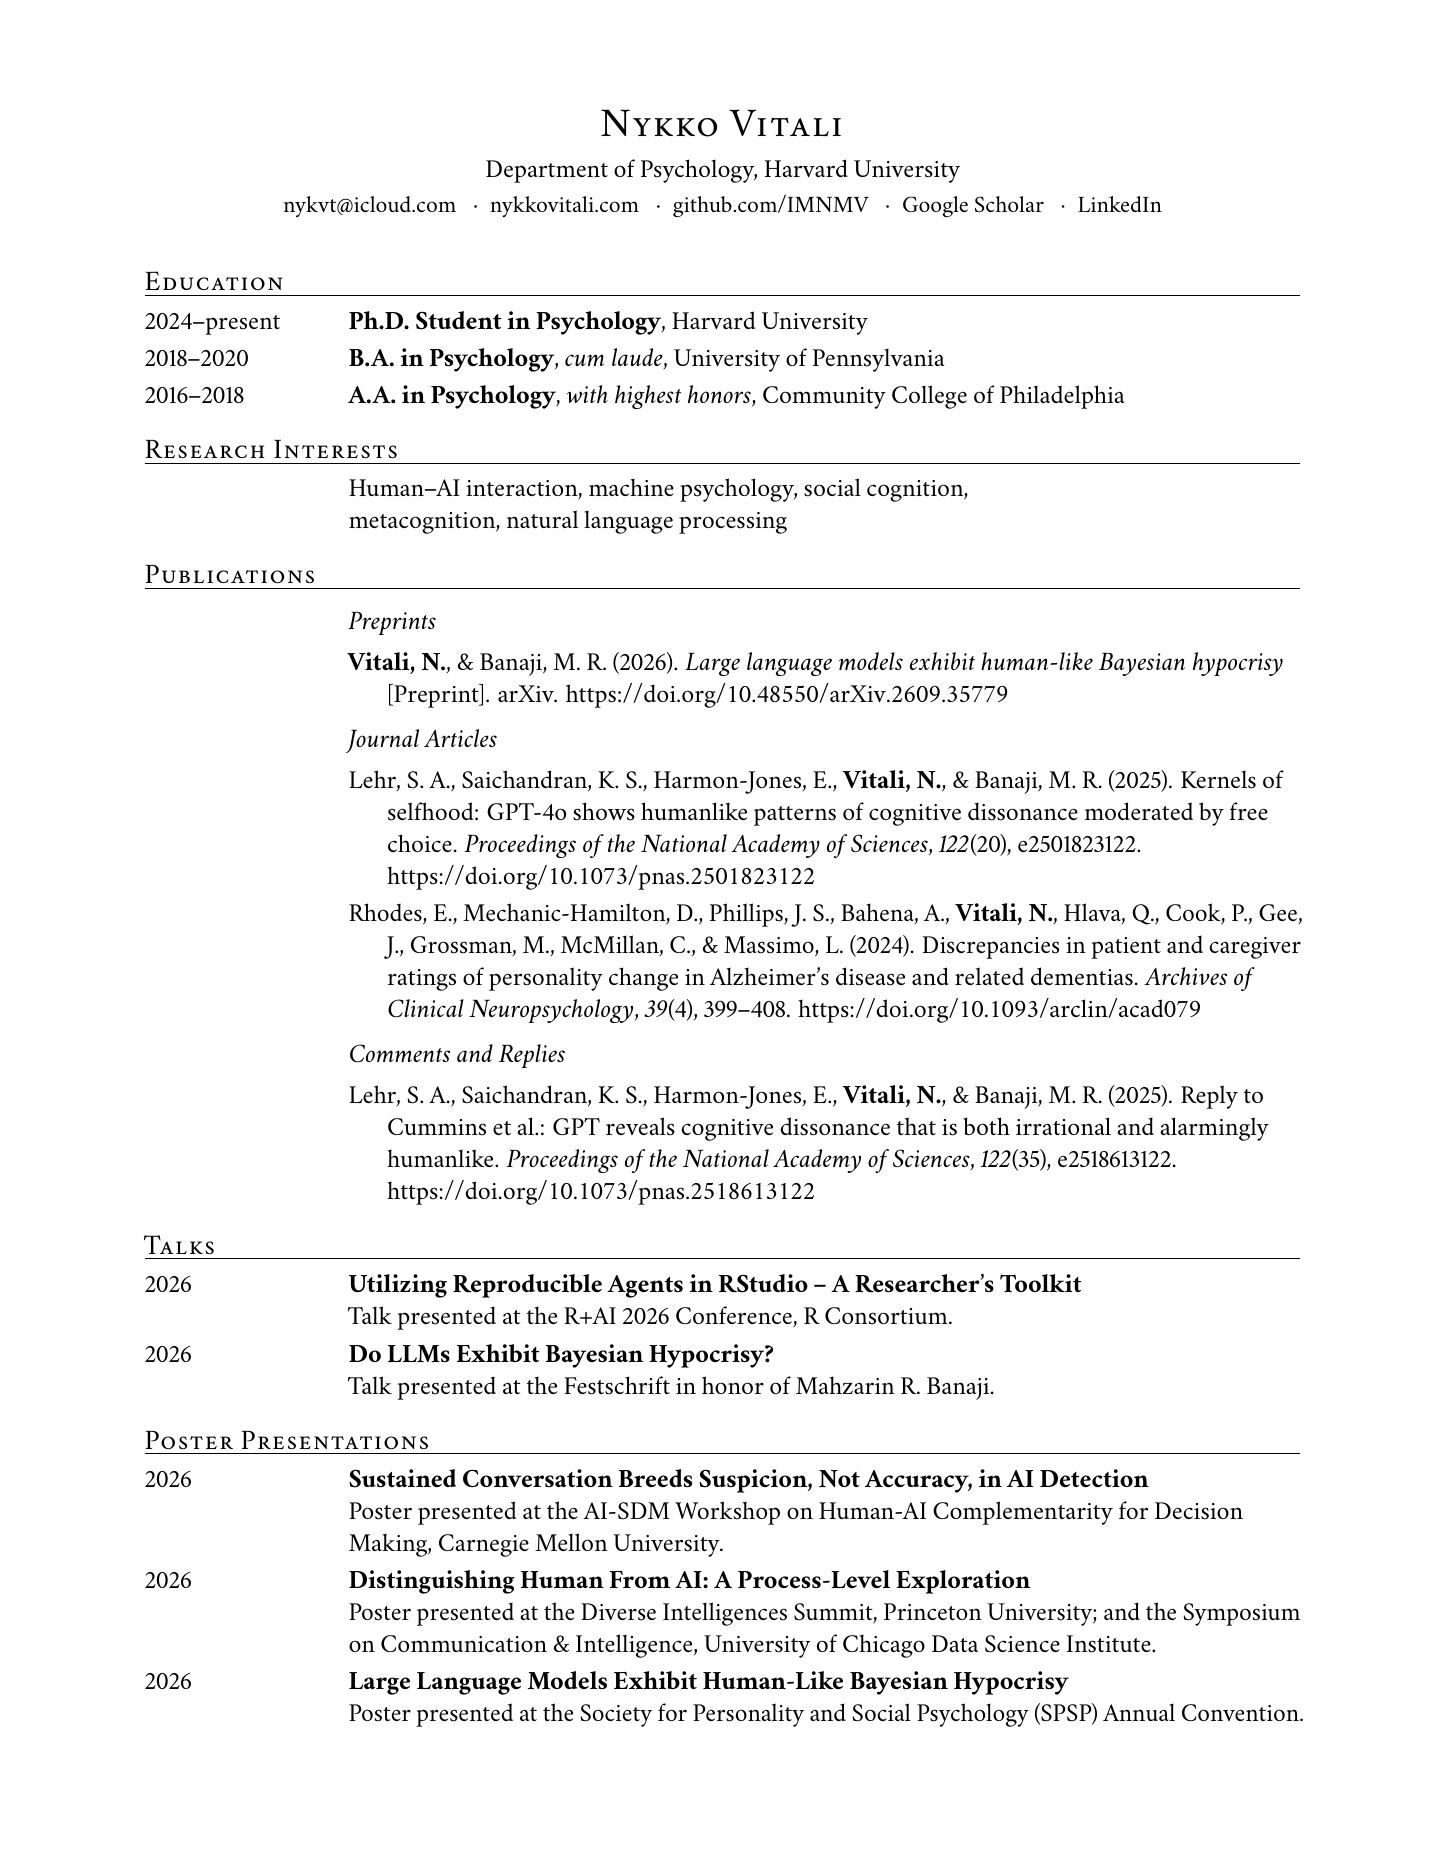 Nykko Vitali
Department of Psychology, Harvard University
nykvt@icloud.com · nykkovitali.com · github.com/IMNMV · Google Scholar · LinkedIn
Education
2024–present Ph.D. Student in Psychology, Harvard University
2018–2020 B.A. in Psychology, cum laude, University of Pennsylvania
2016–2018 A.A. in Psychology, with highest honors, Community College of Philadelphia
Research Interests
Human–AI interaction, machine psychology, social cognition,
metacognition, natural language processing
Publications
Preprints
Vitali, N., & Banaji, M. R. (2026). Large language models exhibit human-like Bayesian hypocrisy
[Preprint]. arXiv. https://doi.org/10.48550/arXiv.2609.35779
Journal Articles
Lehr, S. A., Saichandran, K. S., Harmon-Jones, E., Vitali, N., & Banaji, M. R. (2025). Kernels of
selfhood: GPT-4o shows humanlike patterns of cognitive dissonance moderated by free
choice. Proceedings of the National Academy of Sciences, 122(20), e2501823122.
https://doi.org/10.1073/pnas.2501823122
Rhodes, E., Mechanic-Hamilton, D., Phillips, J. S., Bahena, A., Vitali, N., Hlava, Q., Cook, P., Gee,
J., Grossman, M., McMillan, C., & Massimo, L. (2024). Discrepancies in patient and caregiver
ratings of personality change in Alzheimer’s disease and related dementias. Archives of
Clinical Neuropsychology, 39(4), 399–408. https://doi.org/10.1093/arclin/acad079
Comments and Replies
Lehr, S. A., Saichandran, K. S., Harmon-Jones, E., Vitali, N., & Banaji, M. R. (2025). Reply to
Cummins et al.: GPT reveals cognitive dissonance that is both irrational and alarmingly
humanlike. Proceedings of the National Academy of Sciences, 122(35), e2518613122.
https://doi.org/10.1073/pnas.2518613122
Talks
2026 Utilizing Reproducible Agents in RStudio – A Researcher’s Toolkit
Talk presented at the R+AI 2026 Conference, R Consortium.
2026 Do LLMs Exhibit Bayesian Hypocrisy?
Talk presented at the Festschrift in honor of Mahzarin R. Banaji.
Poster Presentations
2026 Sustained Conversation Breeds Suspicion, Not Accuracy, in AI Detection
Poster presented at the AI-SDM Workshop on Human-AI Complementarity for Decision
Making, Carnegie Mellon University.
2026 Distinguishing Human From AI: A Process-Level Exploration
Poster presented at the Diverse Intelligences Summit, Princeton University; and the Symposium
on Communication & Intelligence, University of Chicago Data Science Institute.
2026 Large Language Models Exhibit Human-Like Bayesian Hypocrisy
Poster presented at the Society for Personality and Social Psychology (SPSP) Annual Convention.